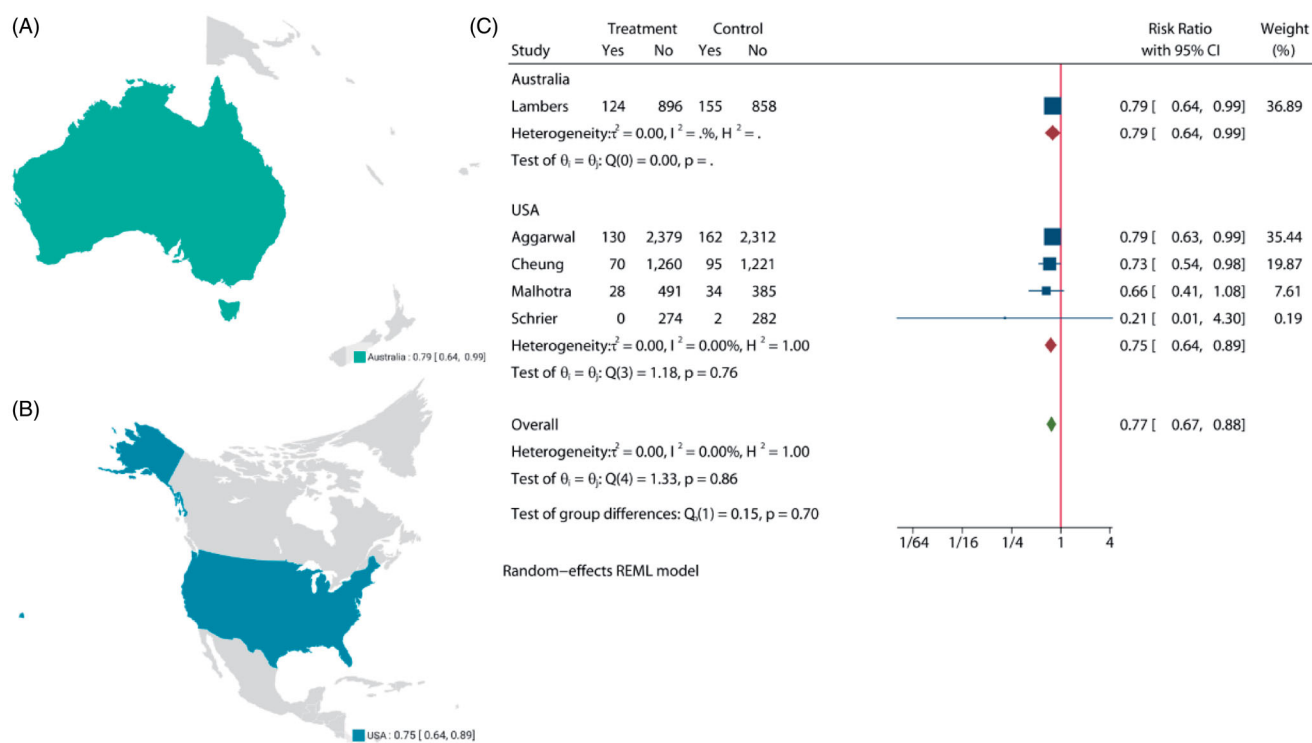 (A)
Australia : 0.79 [ 0.64, 0.99]
(B)
USA : 0.75 [ 0.64, 0.89]
(C)
Treatment Control Risk Ratio Weight
Study Yes No Yes No with 95% CI (%)
Australia
Lambers 124 896 155 858 0.79 [ 0.64, 0.99] 36.89
Heterogeneity: τ² = 0.00, I ² = .%, H ² = . 0.79 [ 0.64, 0.99]
Test of θᵢ = θⱼ: Q(0) = 0.00, p = .
USA
Aggarwal 130 2,379 162 2,312 0.79 [ 0.63, 0.99] 35.44
Cheung 70 1,260 95 1,221 0.73 [ 0.54, 0.98] 19.87
Malhotra 28 491 34 385 0.66 [ 0.41, 1.08] 7.61
Schrier 0 274 2 282 0.21 [ 0.01, 4.30] 0.19
Heterogeneity: τ² = 0.00, I ² = 0.00%, H ² = 1.00 0.75 [ 0.64, 0.89]
Test of θᵢ = θⱼ: Q(3) = 1.18, p = 0.76
Overall 0.77 [ 0.67, 0.88]
Heterogeneity: τ² = 0.00, I ² = 0.00%, H ² = 1.00
Test of θᵢ = θⱼ: Q(4) = 1.33, p = 0.86
Test of group differences: Q_b(1) = 0.15, p = 0.70
1/64 1/16 1/4 1 4
Random−effects REML model